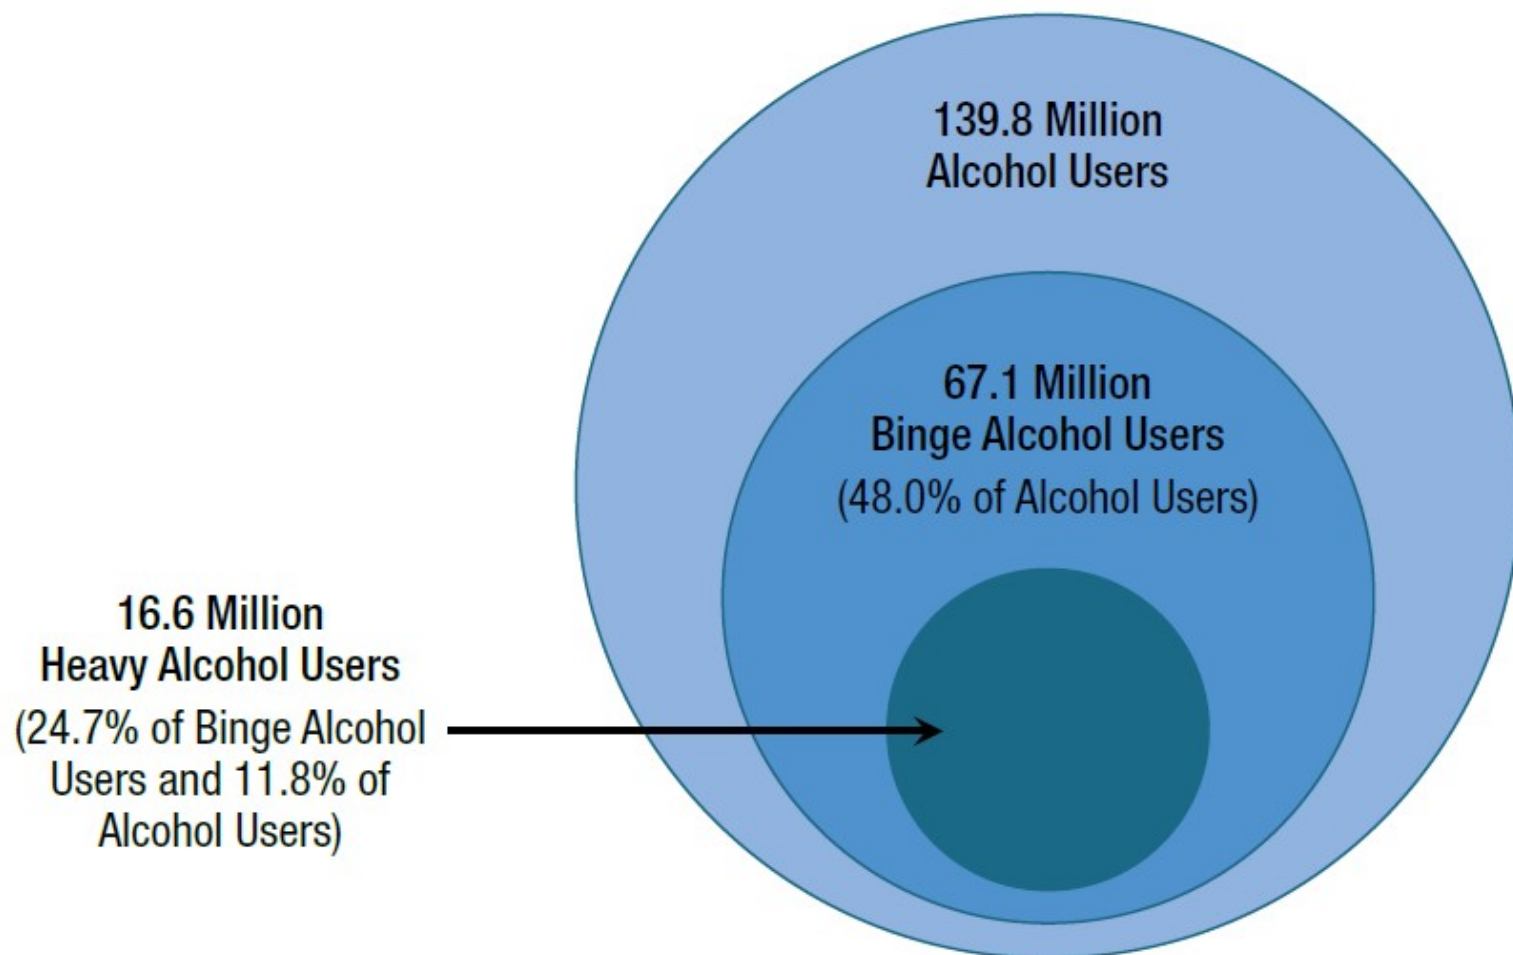 139.8 Million
Alcohol Users
67.1 Million
Binge Alcohol Users
(48.0% of Alcohol Users)
16.6 Million
Heavy Alcohol Users
(24.7% of Binge Alcohol
Users and 11.8% of
Alcohol Users)